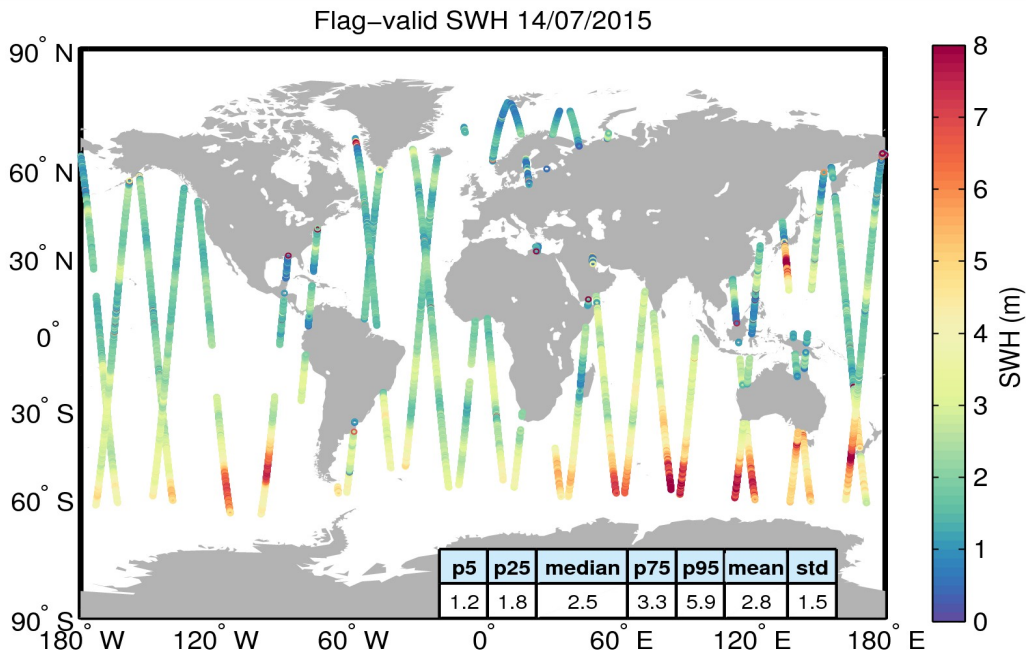 Flag−valid SWH 14/07/2015
90° N
60° N
30° N
0°
30° S
60° S
90° S
180° W
120° W
60° W
0°
60° E
120° E
180° E
p5 p25 median p75 p95 mean std
1.2 1.8 2.5 3.3 5.9 2.8 1.5
8
7
6
5
4
3
2
1
0
SWH (m)